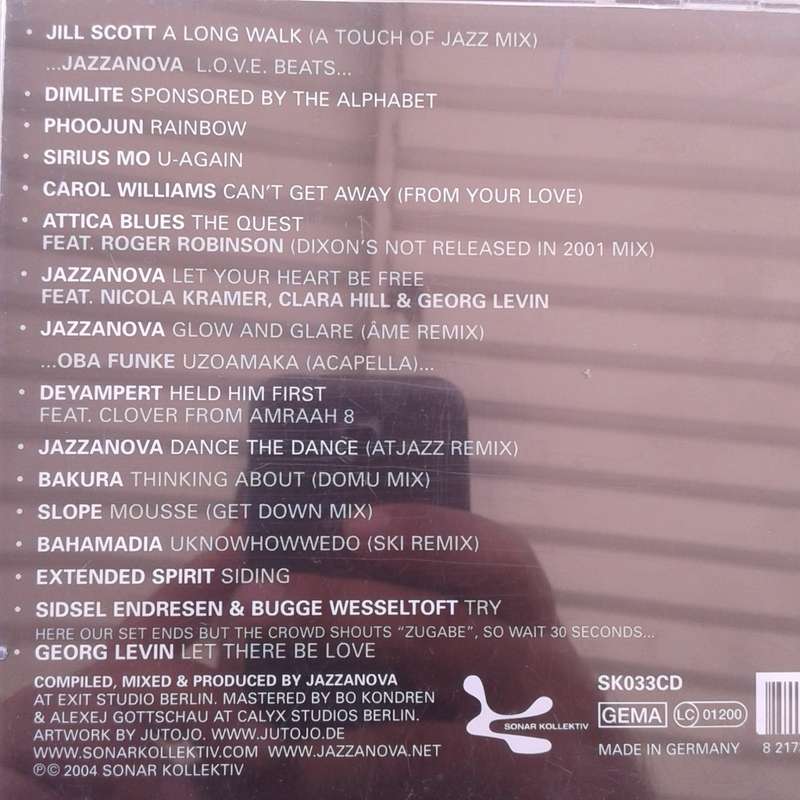 JILL SCOTT A LONG WALK (A TOUCH OF JAZZ MIX)
...JAZZANOVA L.O.V.E. BEATS...
DIMLITE SPONSORED BY THE ALPHABET
PHOOJUN RAINBOW
SIRIUS MO U-AGAIN
CAROL WILLIAMS CAN'T GET AWAY (FROM YOUR LOVE)
ATTICA BLUES THE QUEST
FEAT. ROGER ROBINSON (DIXON'S NOT RELEASED IN 2001 MIX)
JAZZANOVA LET YOUR HEART BE FREE
FEAT. NICOLA KRAMER, CLARA HILL & GEORG LEVIN
JAZZANOVA GLOW AND GLARE (ÂME REMIX)
...OBA FUNKE UZOAMAKA (ACAPELLA)...
DEYAMPERT HELD HIM FIRST
FEAT. CLOVER FROM AMRAAH 8
JAZZANOVA DANCE THE DANCE (ATJAZZ REMIX)
BAKURA THINKING ABOUT (DOMU MIX)
SLOPE MOUSSE (GET DOWN MIX)
BAHAMADIA UKNOWHOWWEDO (SKI REMIX)
EXTENDED SPIRIT SIDING
SIDSEL ENDRESEN & BUGGE WESSELTOFT TRY
HERE OUR SET ENDS BUT THE CROWD SHOUTS "ZUGABE", SO WAIT 30 SECONDS...
GEORG LEVIN LET THERE BE LOVE
COMPILED, MIXED & PRODUCED BY JAZZANOVA
AT EXIT STUDIO BERLIN. MASTERED BY BO KONDREN
& ALEXEJ GOTTSCHAU AT CALYX STUDIOS BERLIN.
ARTWORK BY JUTOJO. WWW.JUTOJO.DE
WWW.SONARKOLLEKTIV.COM WWW.JAZZANOVA.NET
℗© 2004 SONAR KOLLEKTIV
SONAR KOLLEKTIV
SK033CD
GEMA LC 01200
MADE IN GERMANY